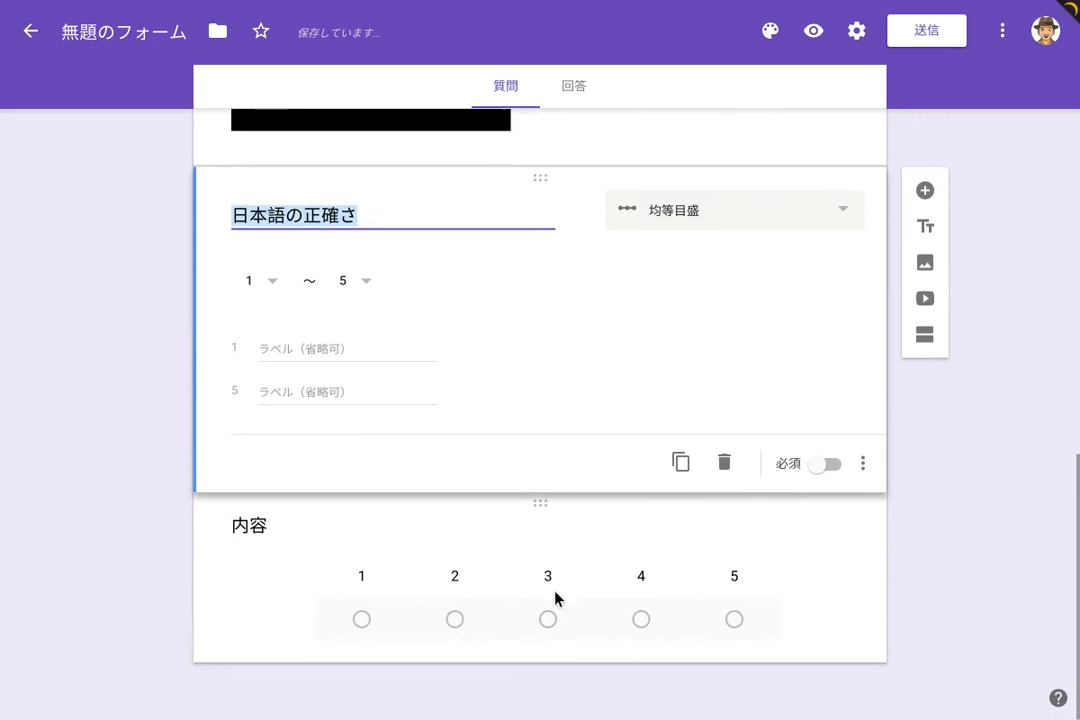 無題のフォーム
保存しています...
送信
質問
回答
日本語の正確さ
均等目盛
1 ～ 5
1 ラベル（省略可）
5 ラベル（省略可）
必須
内容
1 2 3 4 5